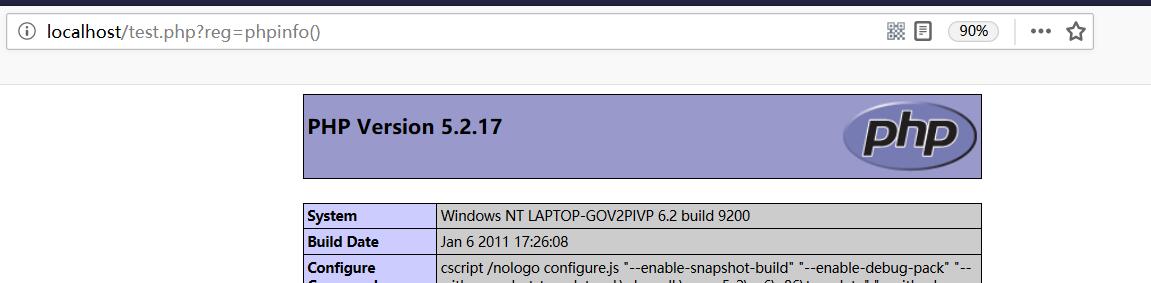 localhost/test.php?reg=phpinfo()
90%
PHP Version 5.2.17
php
System Windows NT LAPTOP-GOV2PIVP 6.2 build 9200
Build Date Jan 6 2011 17:26:08
Configure cscript /nologo configure.js "--enable-snapshot-build" "--enable-debug-pack" "--